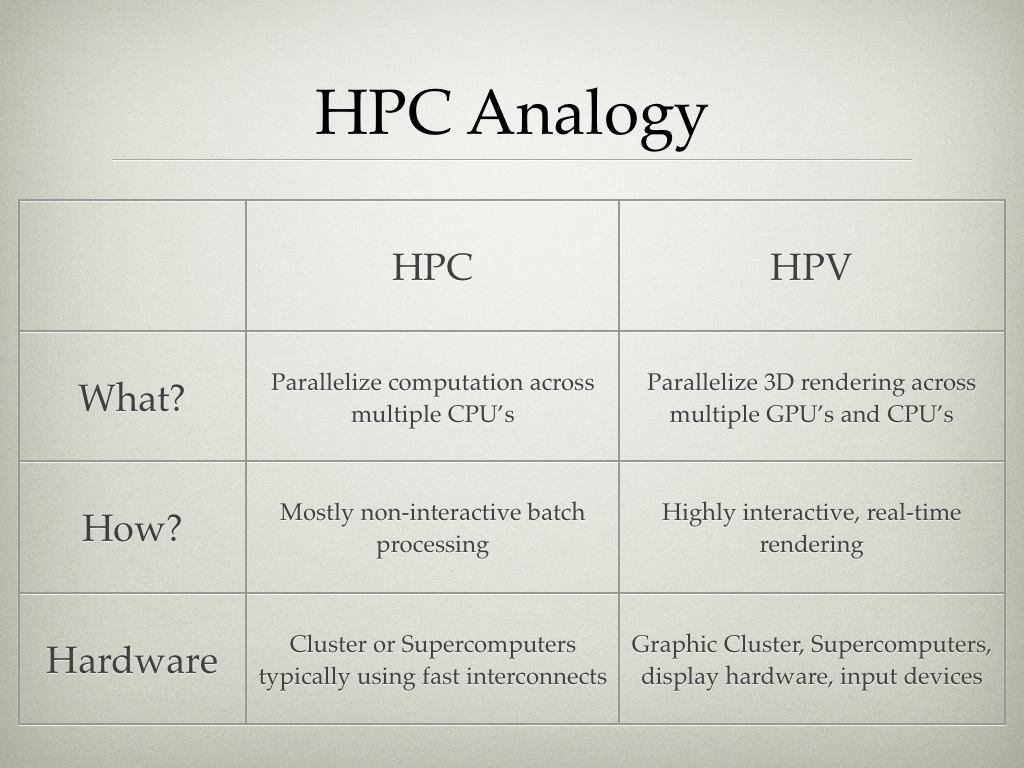 HPC Analogy
HPC
HPV
What?
Parallelize computation across
multiple CPU’s
Parallelize 3D rendering across
multiple GPU’s and CPU’s
How?
Mostly non-interactive batch
processing
Highly interactive, real-time
rendering
Hardware
Cluster or Supercomputers
typically using fast interconnects
Graphic Cluster, Supercomputers,
display hardware, input devices